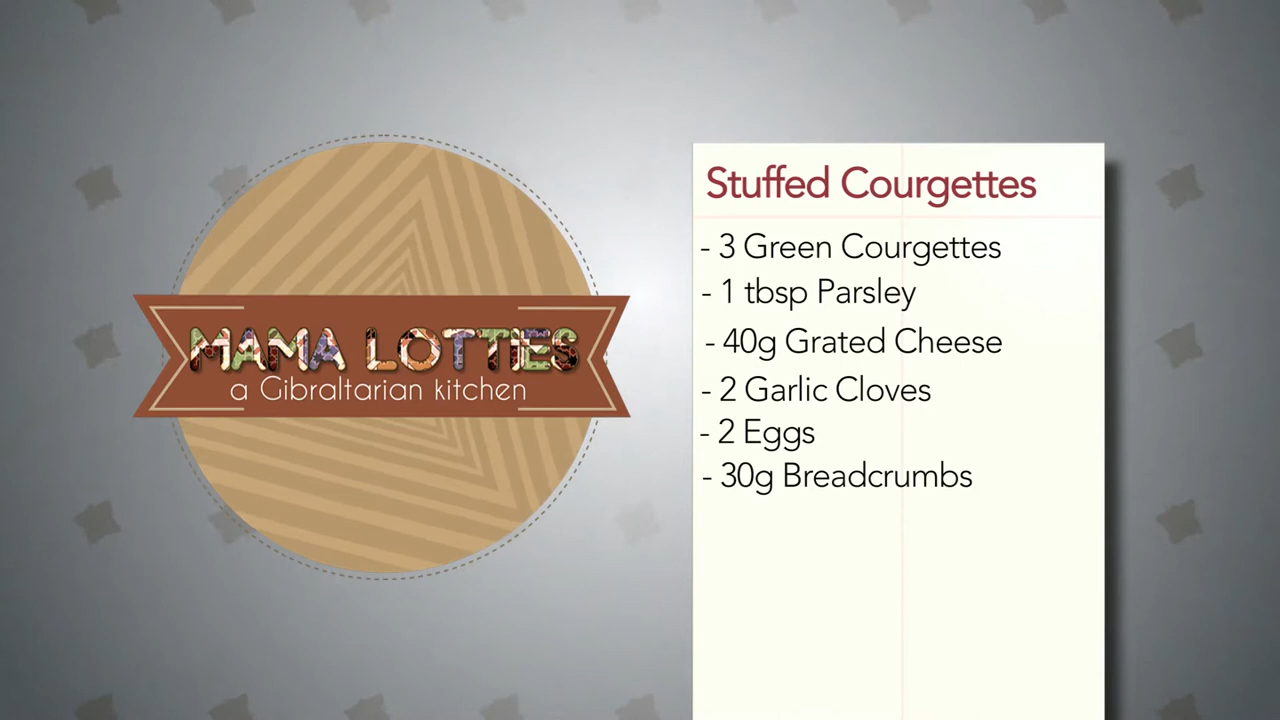 MAMA LOTTIES
a Gibraltarian kitchen
Stuffed Courgettes
- 3 Green Courgettes
- 1 tbsp Parsley
- 40g Grated Cheese
- 2 Garlic Cloves
- 2 Eggs
- 30g Breadcrumbs